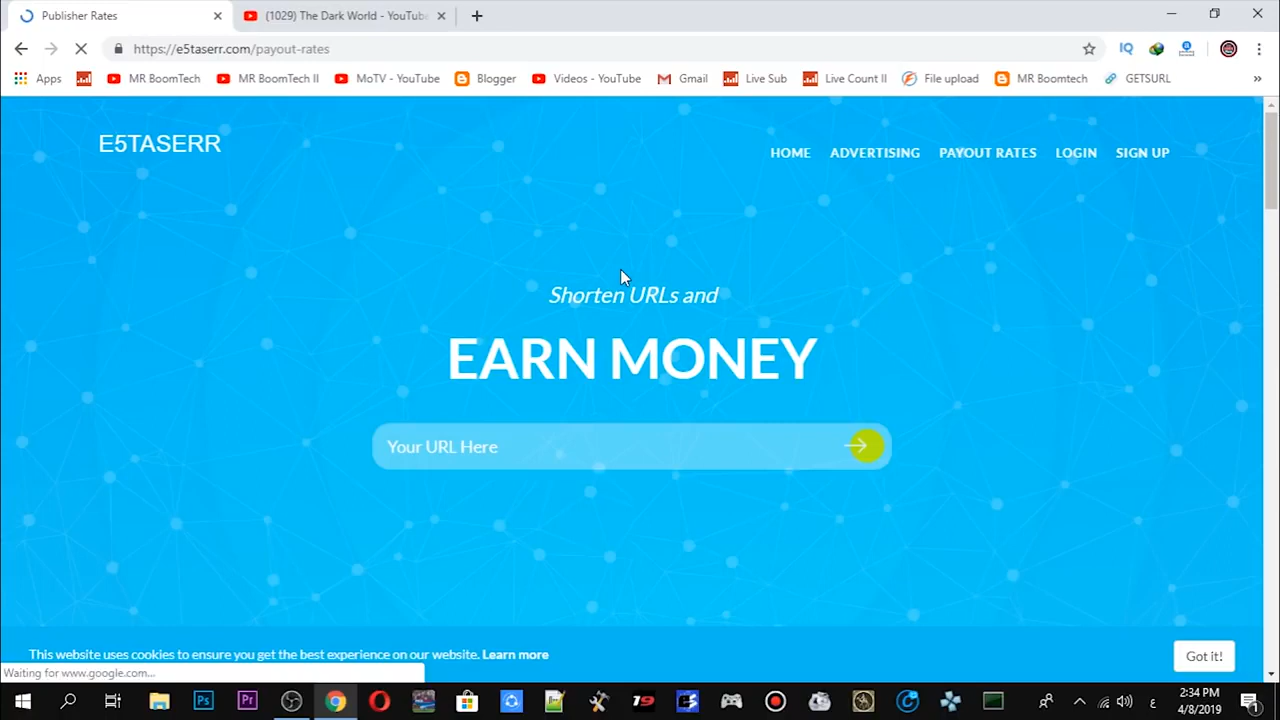 Publisher Rates
(1029) The Dark World - YouTube
https://e5taserr.com/payout-rates
Apps MR BoomTech MR BoomTech II MoTV - YouTube Blogger Videos - YouTube Gmail Live Sub Live Count II File upload MR Boomtech GETSURL »
E5TASERR
HOME ADVERTISING PAYOUT RATES LOGIN SIGN UP
Shorten URLs and
EARN MONEY
Your URL Here
This website uses cookies to ensure you get the best experience on our website. Learn more
Got it!
Waiting for www.google.com...
Ps Pr 19 ع 2:34 PM
4/8/2019